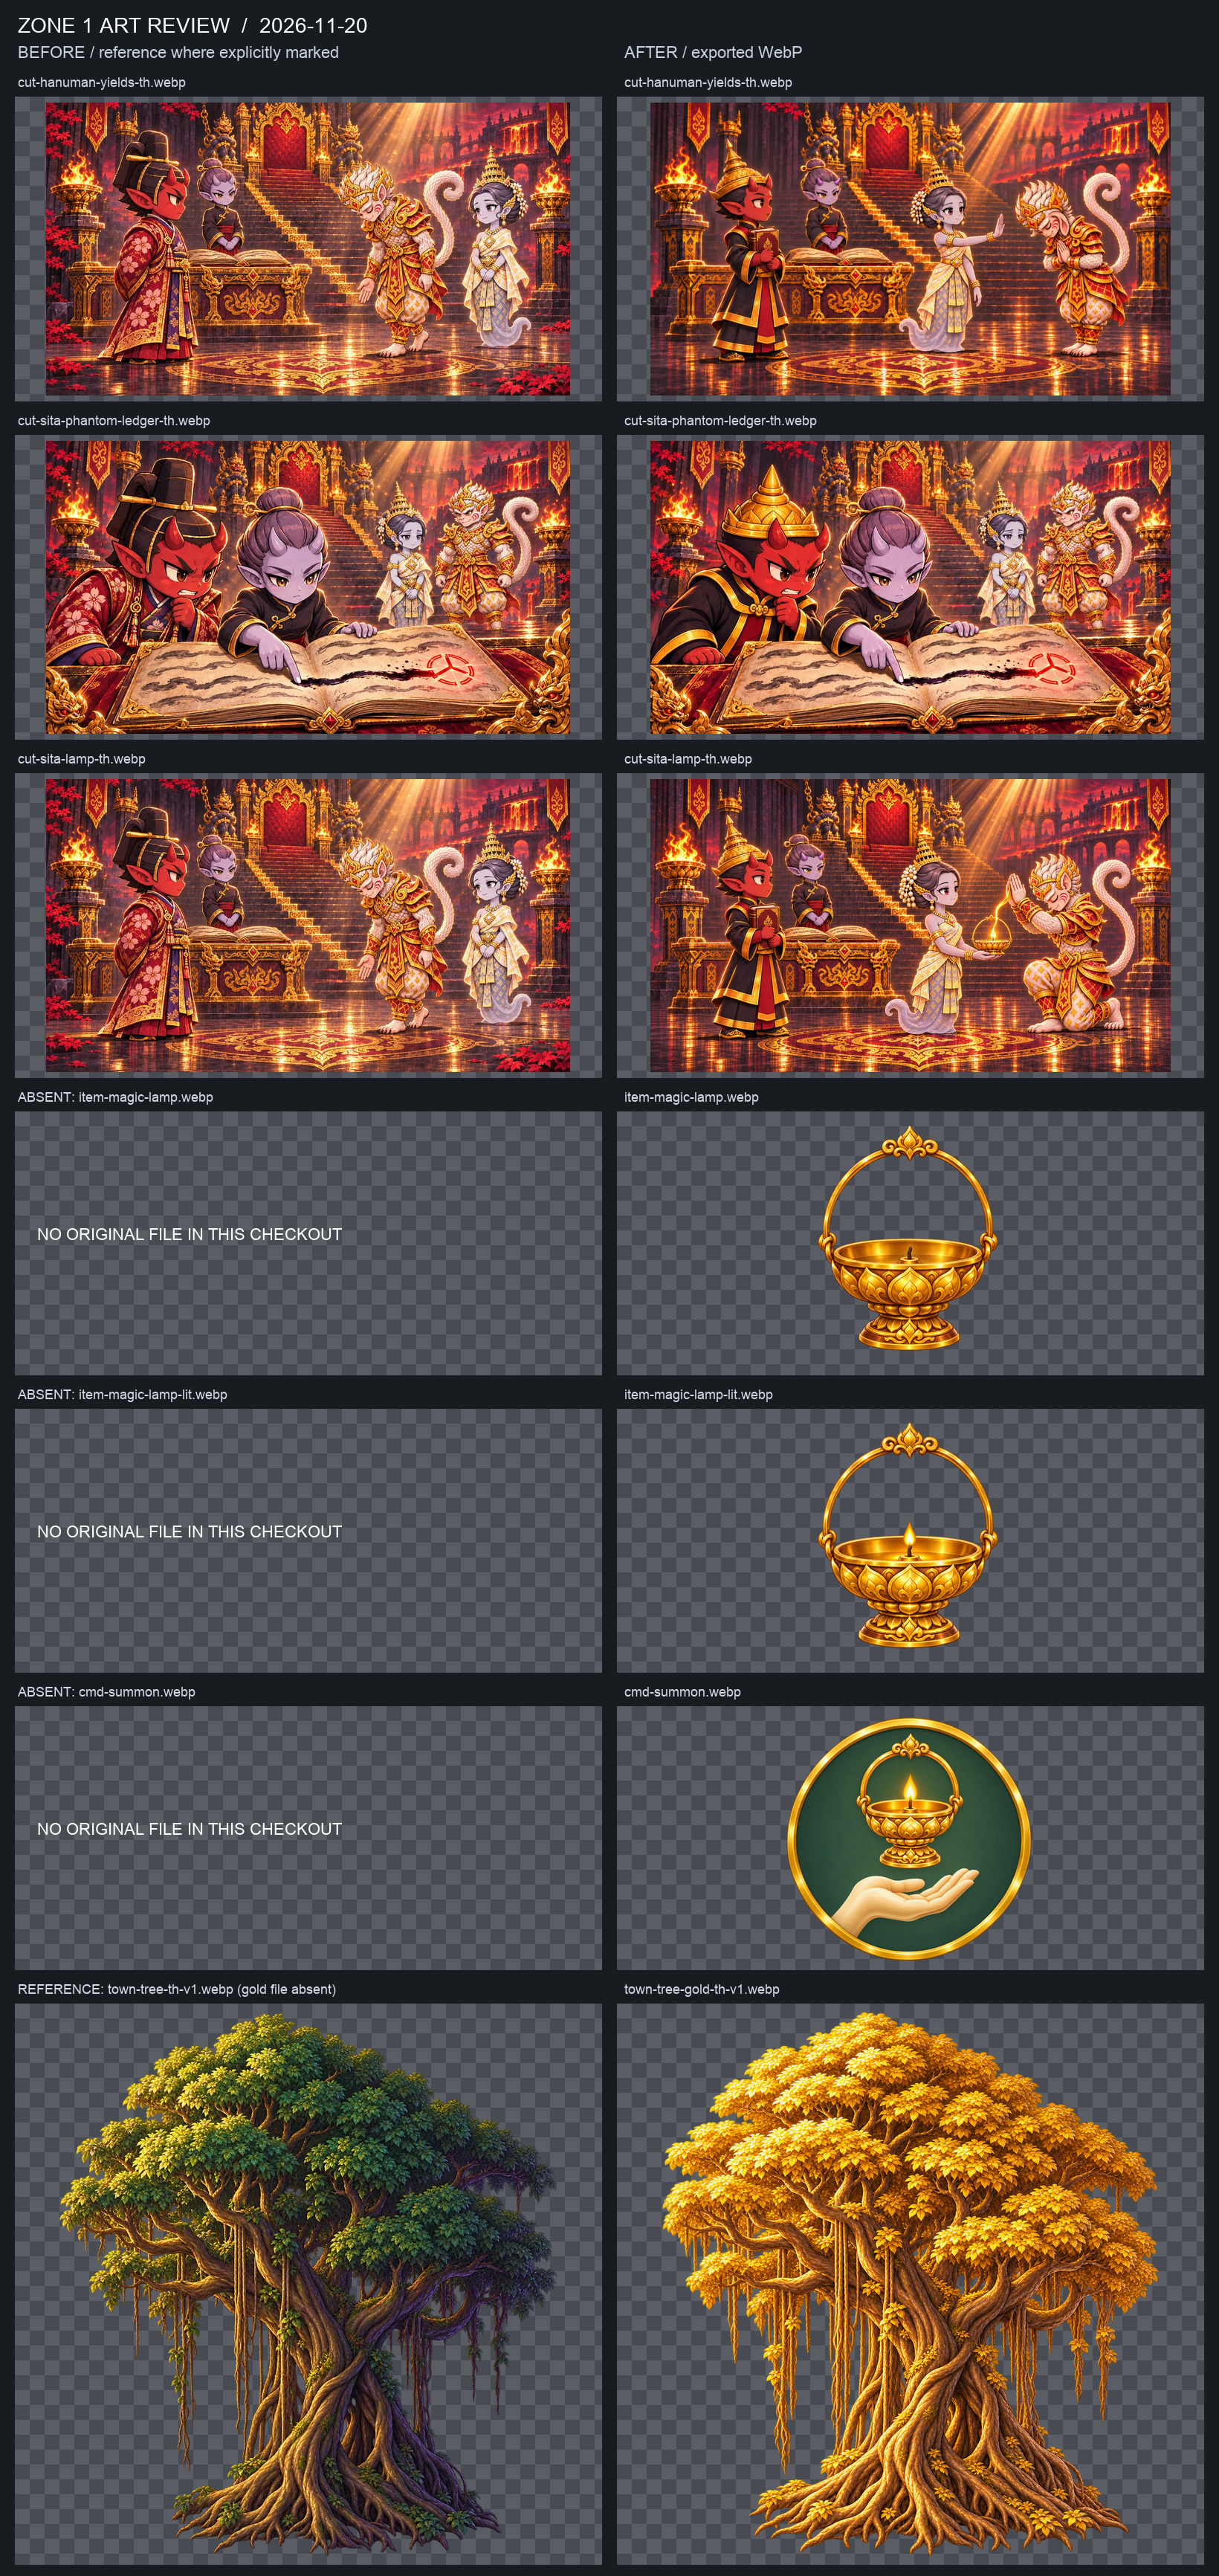 ZONE 1 ART REVIEW / 2026-11-20
BEFORE / reference where explicitly marked
AFTER / exported WebP
cut-hanuman-yields-th.webp
cut-hanuman-yields-th.webp
cut-sita-phantom-ledger-th.webp
cut-sita-phantom-ledger-th.webp
cut-sita-lamp-th.webp
cut-sita-lamp-th.webp
ABSENT: item-magic-lamp.webp
item-magic-lamp.webp
NO ORIGINAL FILE IN THIS CHECKOUT
ABSENT: item-magic-lamp-lit.webp
item-magic-lamp-lit.webp
NO ORIGINAL FILE IN THIS CHECKOUT
ABSENT: cmd-summon.webp
cmd-summon.webp
NO ORIGINAL FILE IN THIS CHECKOUT
REFERENCE: town-tree-th-v1.webp (gold file absent)
town-tree-gold-th-v1.webp